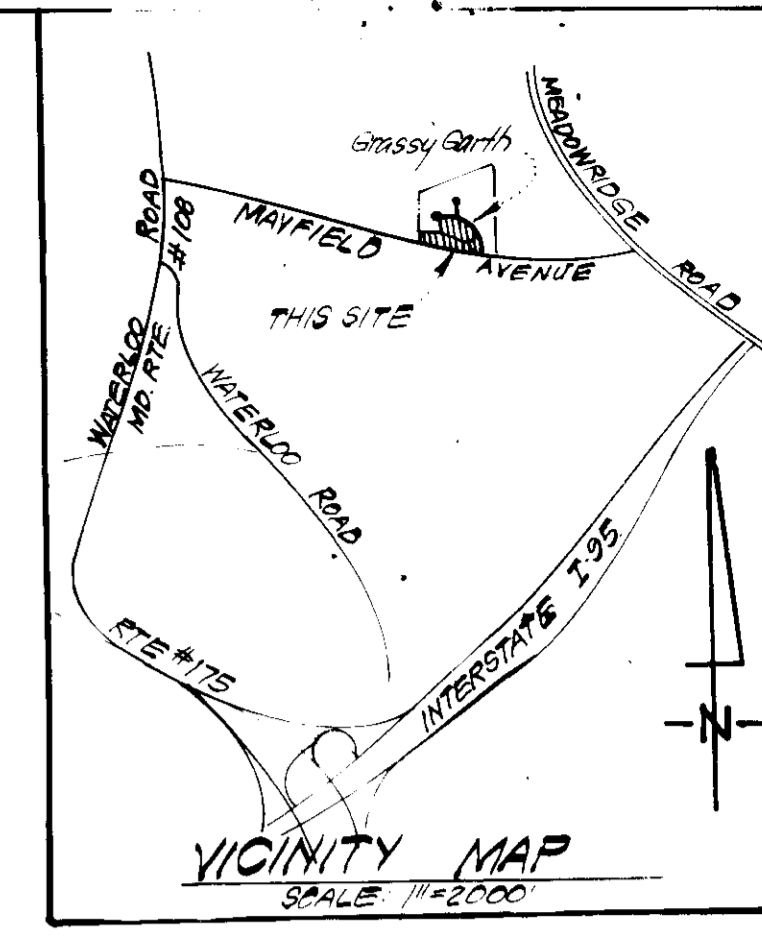 Grassy Garth
MEADOWRIDGE ROAD
MAYFIELD AVENUE
ROAD
#108
THIS SITE
WATERLOO
MD. RTE.
WATERLOO ROAD
INTERSTATE I-95
RTE #175
N
VICINITY MAP
SCALE: 1"=2000'